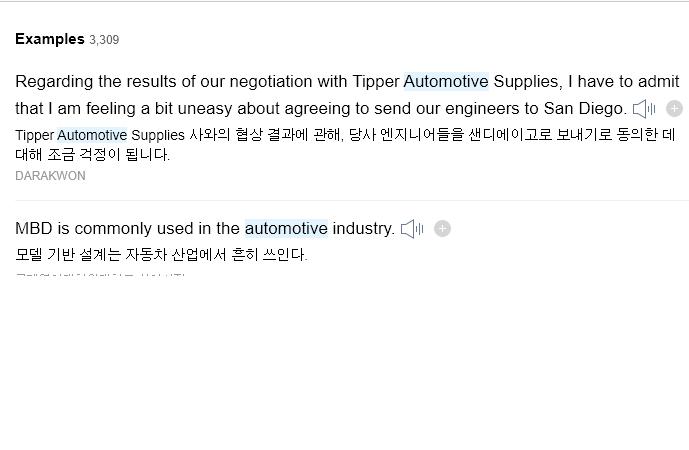 Examples 3,309
Regarding the results of our negotiation with Tipper Automotive Supplies, I have to admit
that I am feeling a bit uneasy about agreeing to send our engineers to San Diego.
Tipper Automotive Supplies 사와의 협상 결과에 관해, 당사 엔지니어들을 샌디에이고로 보내기로 동의한 데
대해 조금 걱정이 됩니다.
DARAKWON
MBD is commonly used in the automotive industry.
모델 기반 설계는 자동차 산업에서 흔히 쓰인다.